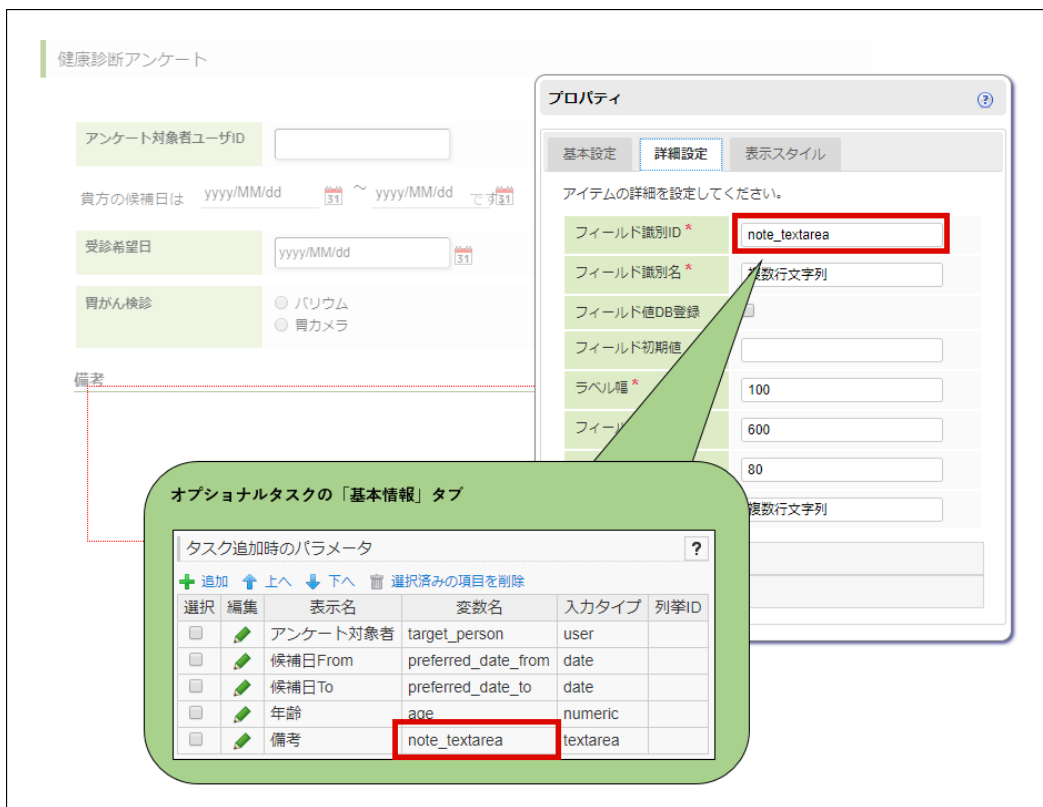 健康診断アンケート
アンケート対象者ユーザID
貴方の候補日は yyyy/MM/dd 31 ～ yyyy/MM/dd です 31
受診希望日 yyyy/MM/dd 31
胃がん検診 バリウム
胃カメラ
備考
プロパティ ?
基本設定 詳細設定 表示スタイル
アイテムの詳細を設定してください。
フィールド識別ID * note_textarea
フィールド識別名 * 複数行文字列
フィールド値DB登録
フィールド初期値
ラベル幅 * 100
フィール 600
80
複数行文字列
オプショナルタスクの「基本情報」タブ
タスク追加時のパラメータ ?
追加 上へ 下へ 選択済みの項目を削除
選択 編集 表示名 変数名 入力タイプ 列挙ID
アンケート対象者 target_person user
候補日From preferred_date_from date
候補日To preferred_date_to date
年齢 age numeric
備考 note_textarea textarea